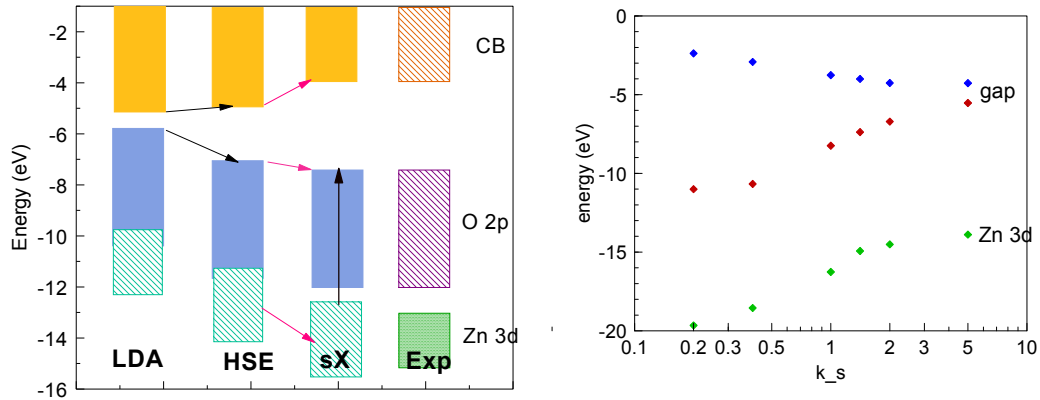 -1
-2
CB
-4
-6
-8
O 2p
-10
-12
Zn 3d
-14
LDA HSE sX Exp
-16
Energy (eV)
0
-5
gap
-10
Zn 3d
-15
-20
0.1 0.2 0.3 0.5 1 2 3 5 10
k_s
energy (eV)